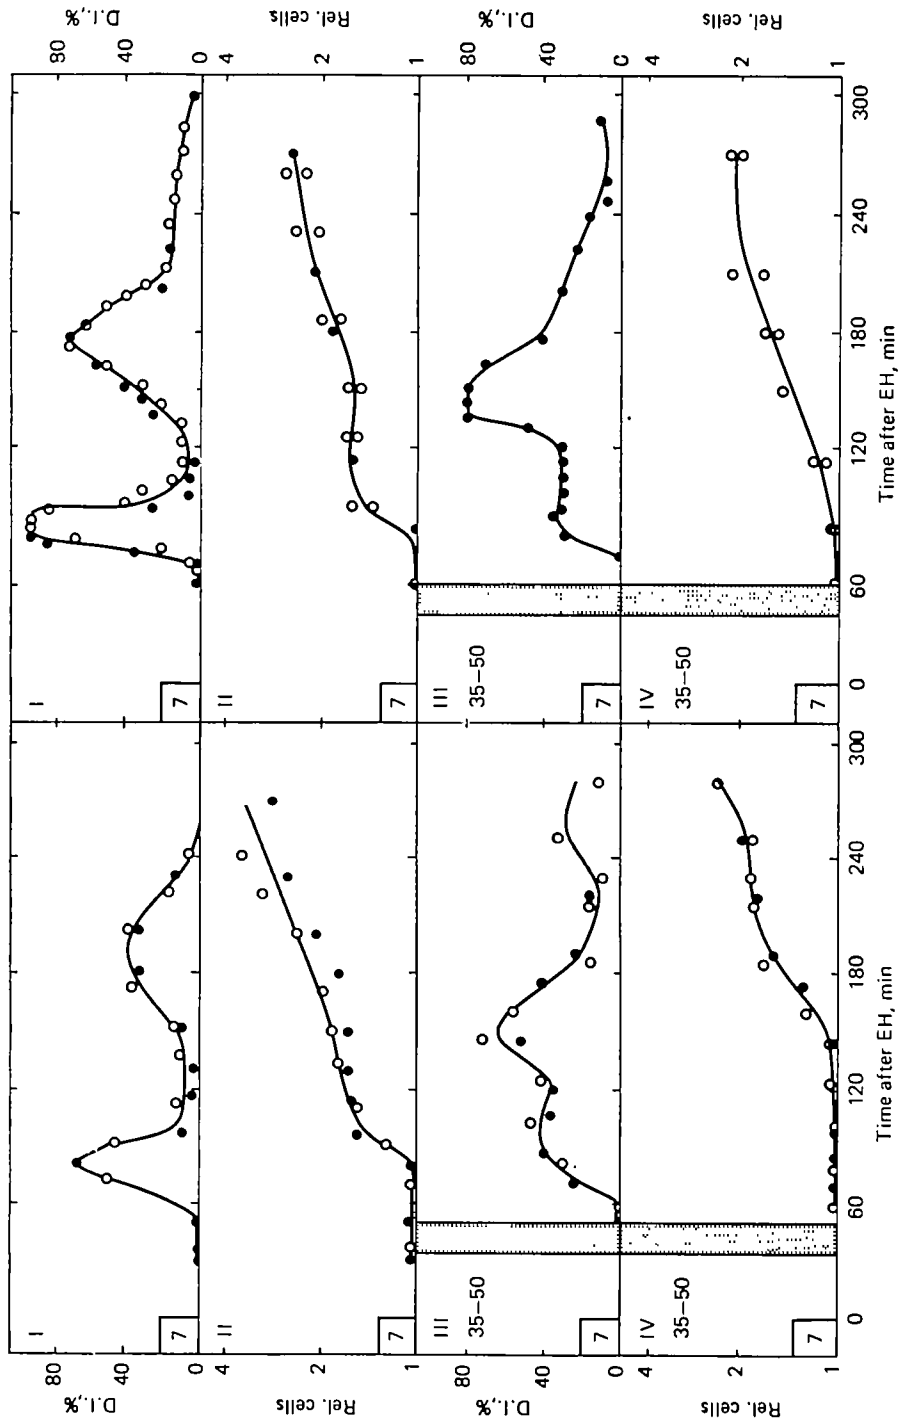 D.I.,%
80
40
0
I
7
I
7
80
40
0
D.I.,%
Rel. cells
4
2
1
II
7
II
7
4
2
1
Rel. cells
D.I.,%
80
40
0
III
35–50
7
III
35–50
7
80
40
C
D.I.,%
Rel. cells
4
2
1
IV
35–50
7
IV
35–50
7
4
2
1
Rel. cells
0 60 120 180 240 300
0 60 120 180 240 300
Time after EH, min
Time after EH, min